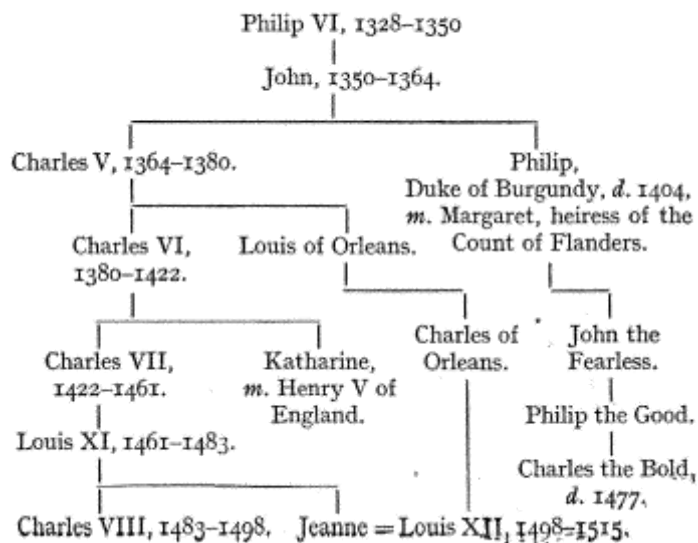 Philip VI, 1328–1350
John, 1350–1364.
Charles V, 1364–1380.
Philip,
Duke of Burgundy, d. 1404,
m. Margaret, heiress of the
Count of Flanders.
Charles VI,
1380–1422.
Louis of Orleans.
Charles VII,
1422–1461.
Katharine,
m. Henry V of
England.
Charles of
Orleans.
John the
Fearless.
Louis XI, 1461–1483.
Philip the Good.
Charles the Bold,
d. 1477.
Charles VIII, 1483–1498. Jeanne = Louis XII, 1498–1515.